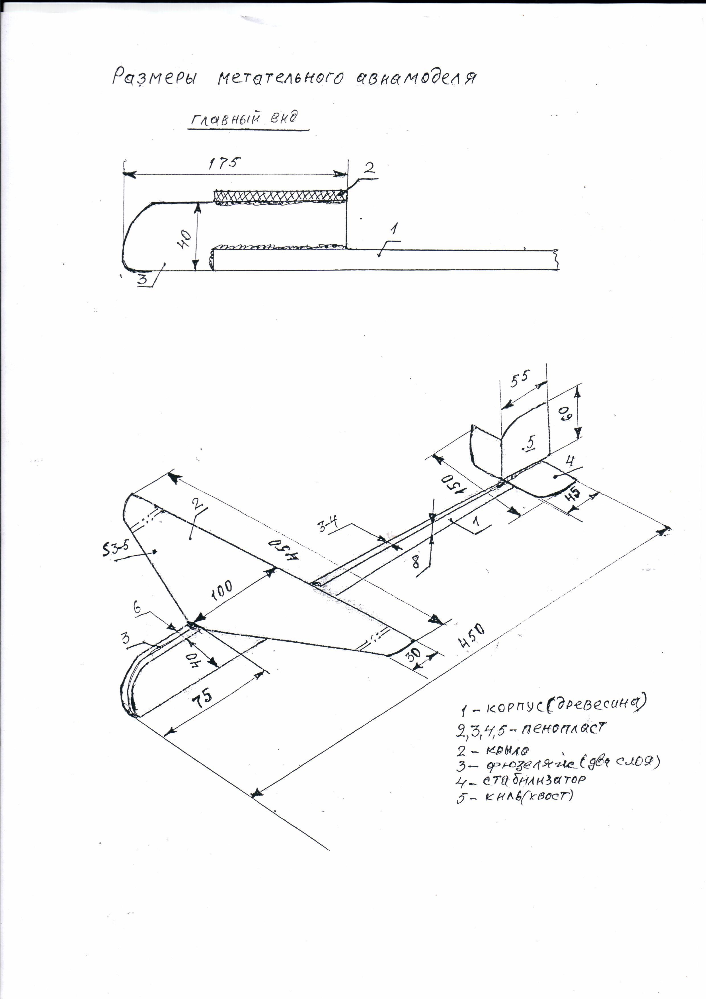 Размеры метательного авиамоделя
главный вид
175
2
40
1
3
55
60
5
4
150
45
2
3-4
1
S3-5
450
8
100
6
3
40
30
450
75
1 - корпус (древесина)
2,3,4,5 - пенопласт
2 - крыло
3 - фюзеляж (два слоя)
4 - стабилизатор
5 - киль (хвост)